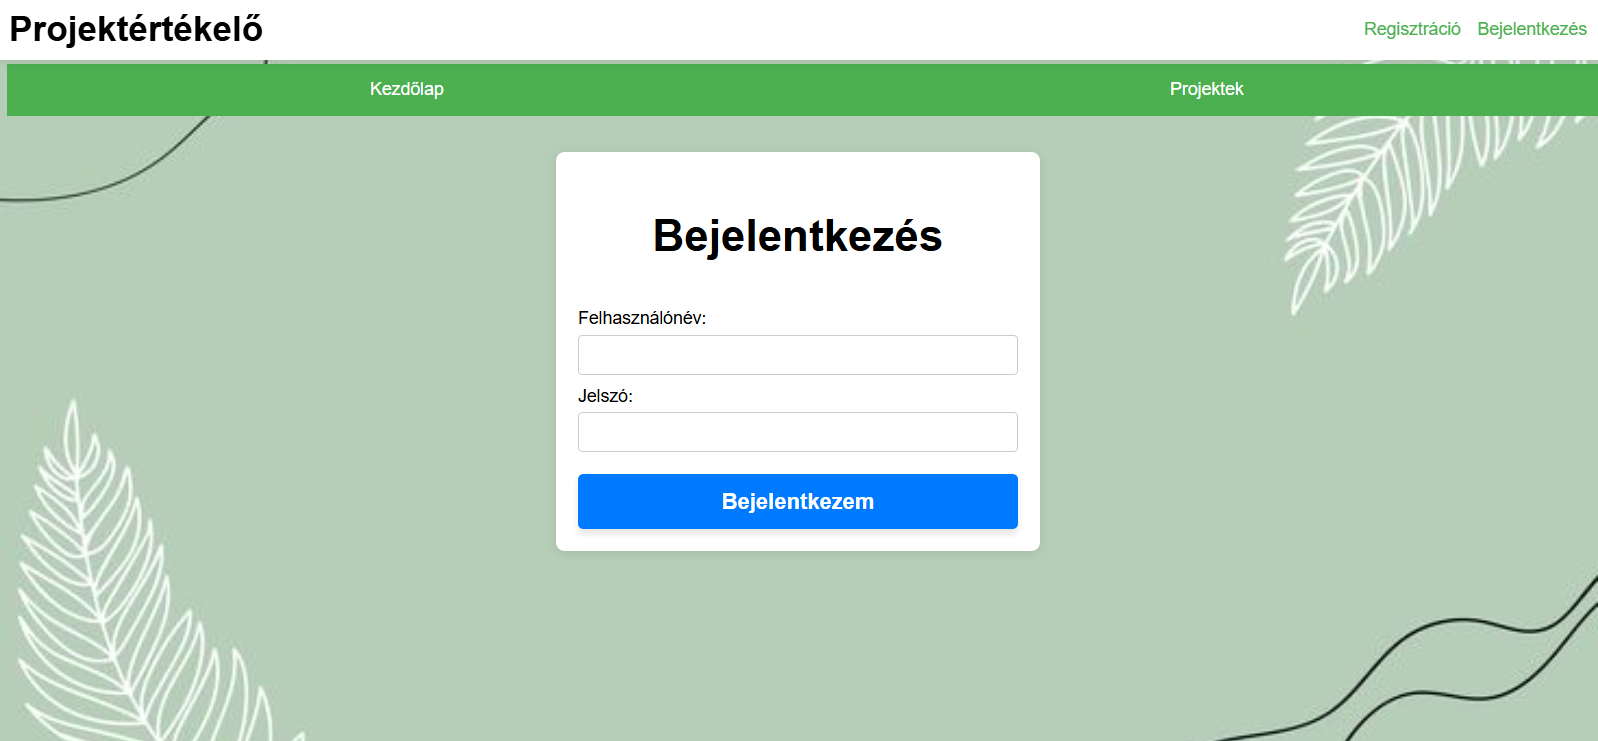 Projektértékelő
Regisztráció Bejelentkezés
Kezdőlap Projektek
Bejelentkezés
Felhasználónév:
Jelszó:
Bejelentkezem